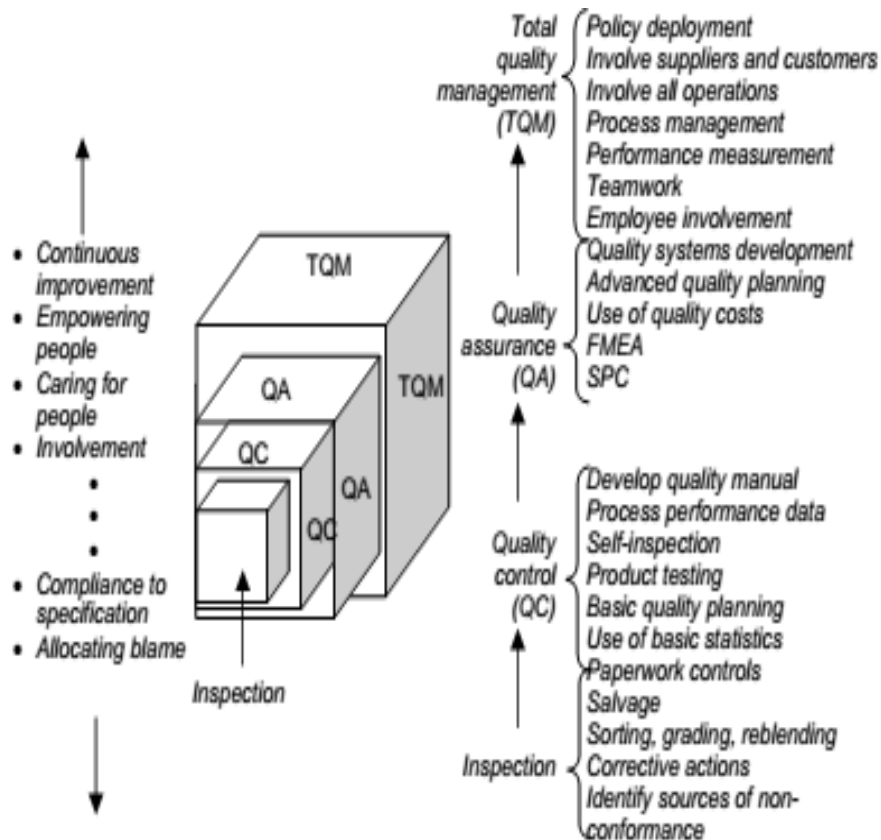 • Continuous
improvement
• Empowering
people
• Caring for
people
• Involvement
•
•
•
• Compliance to
specification
• Allocating blame
TQM
TQM
QA
QA
QC
QC
Inspection
Total
quality
management
(TQM)
Policy deployment
Involve suppliers and customers
Involve all operations
Process management
Performance measurement
Teamwork
Employee involvement
Quality
assurance
(QA)
Quality systems development
Advanced quality planning
Use of quality costs
FMEA
SPC
Quality
control
(QC)
Develop quality manual
Process performance data
Self-inspection
Product testing
Basic quality planning
Use of basic statistics
Paperwork controls
Inspection
Salvage
Sorting, grading, reblending
Corrective actions
Identify sources of non-
conformance